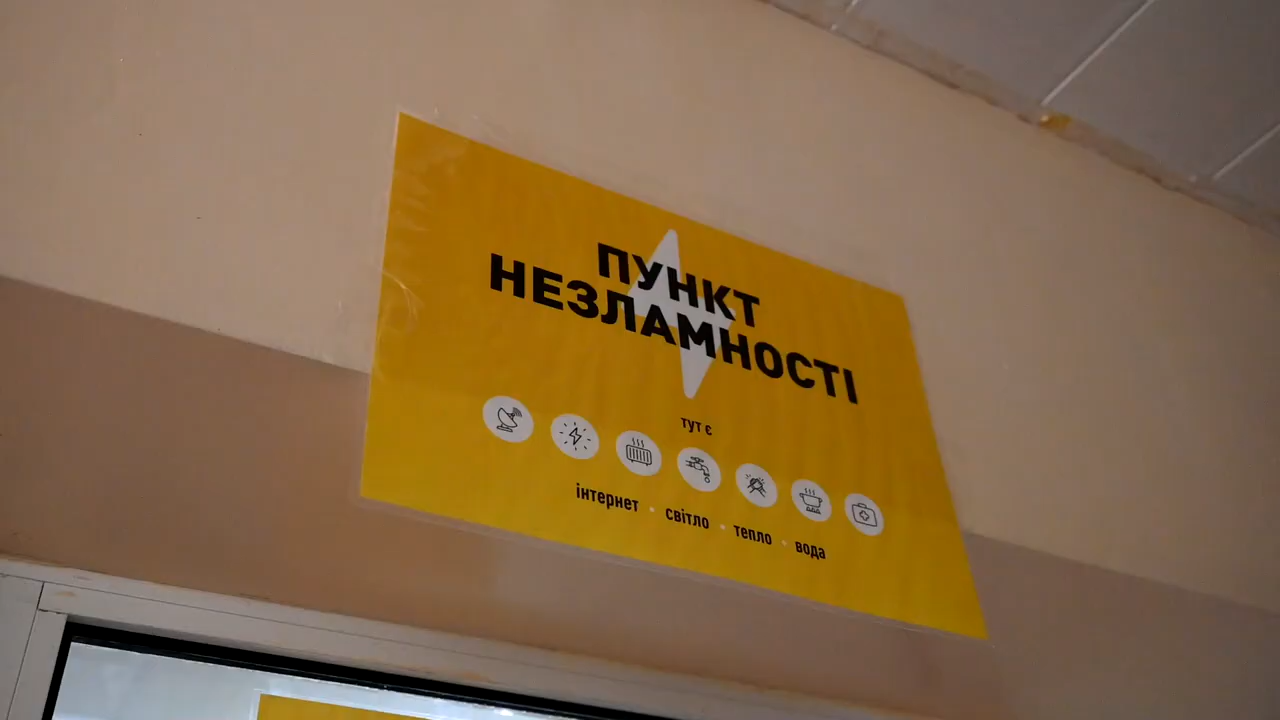 ПУНКТ
НЕЗЛАМНОСТІ
тут є
інтернет · світло · тепло · вода